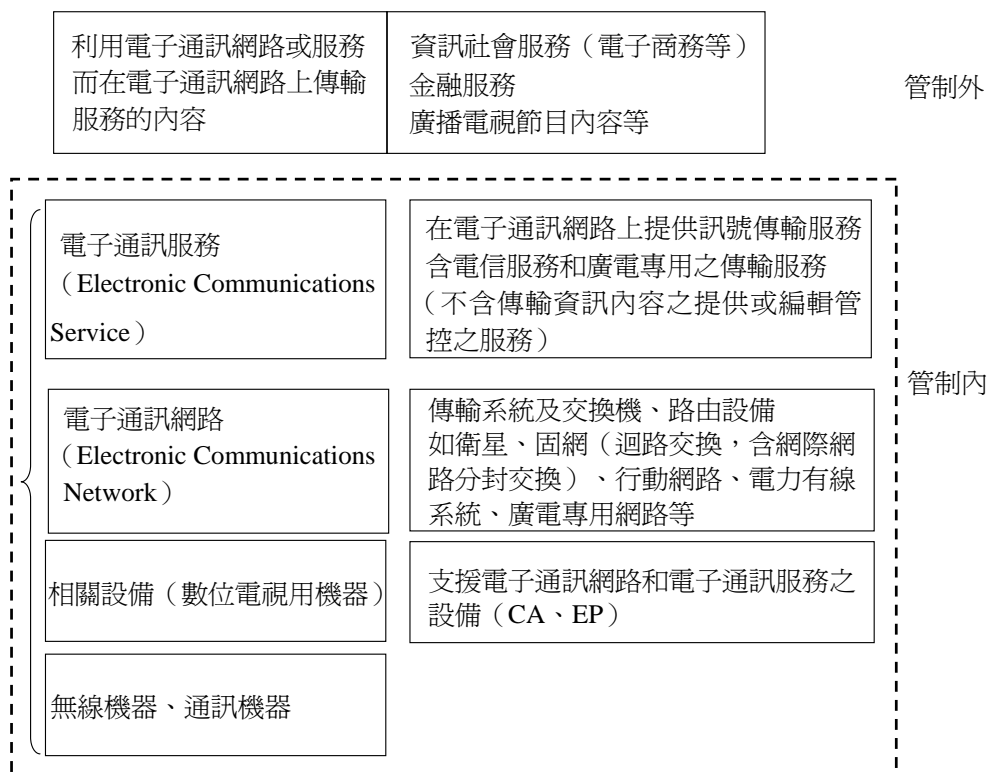 利用電子通訊網路或服務
而在電子通訊網路上傳輸
服務的內容
資訊社會服務（電子商務等）
金融服務
廣播電視節目內容等
管制外
電子通訊服務
（Electronic Communications
Service）
在電子通訊網路上提供訊號傳輸服務
含電信服務和廣電專用之傳輸服務
（不含傳輸資訊內容之提供或編輯管
控之服務）
管制內
電子通訊網路
（Electronic Communications
Network）
傳輸系統及交換機、路由設備
如衛星、固網（迴路交換，含網際網
路分封交換）、行動網路、電力有線
系統、廣電專用網路等
相關設備（數位電視用機器）
支援電子通訊網路和電子通訊服務之
設備（CA、EP）
無線機器、通訊機器